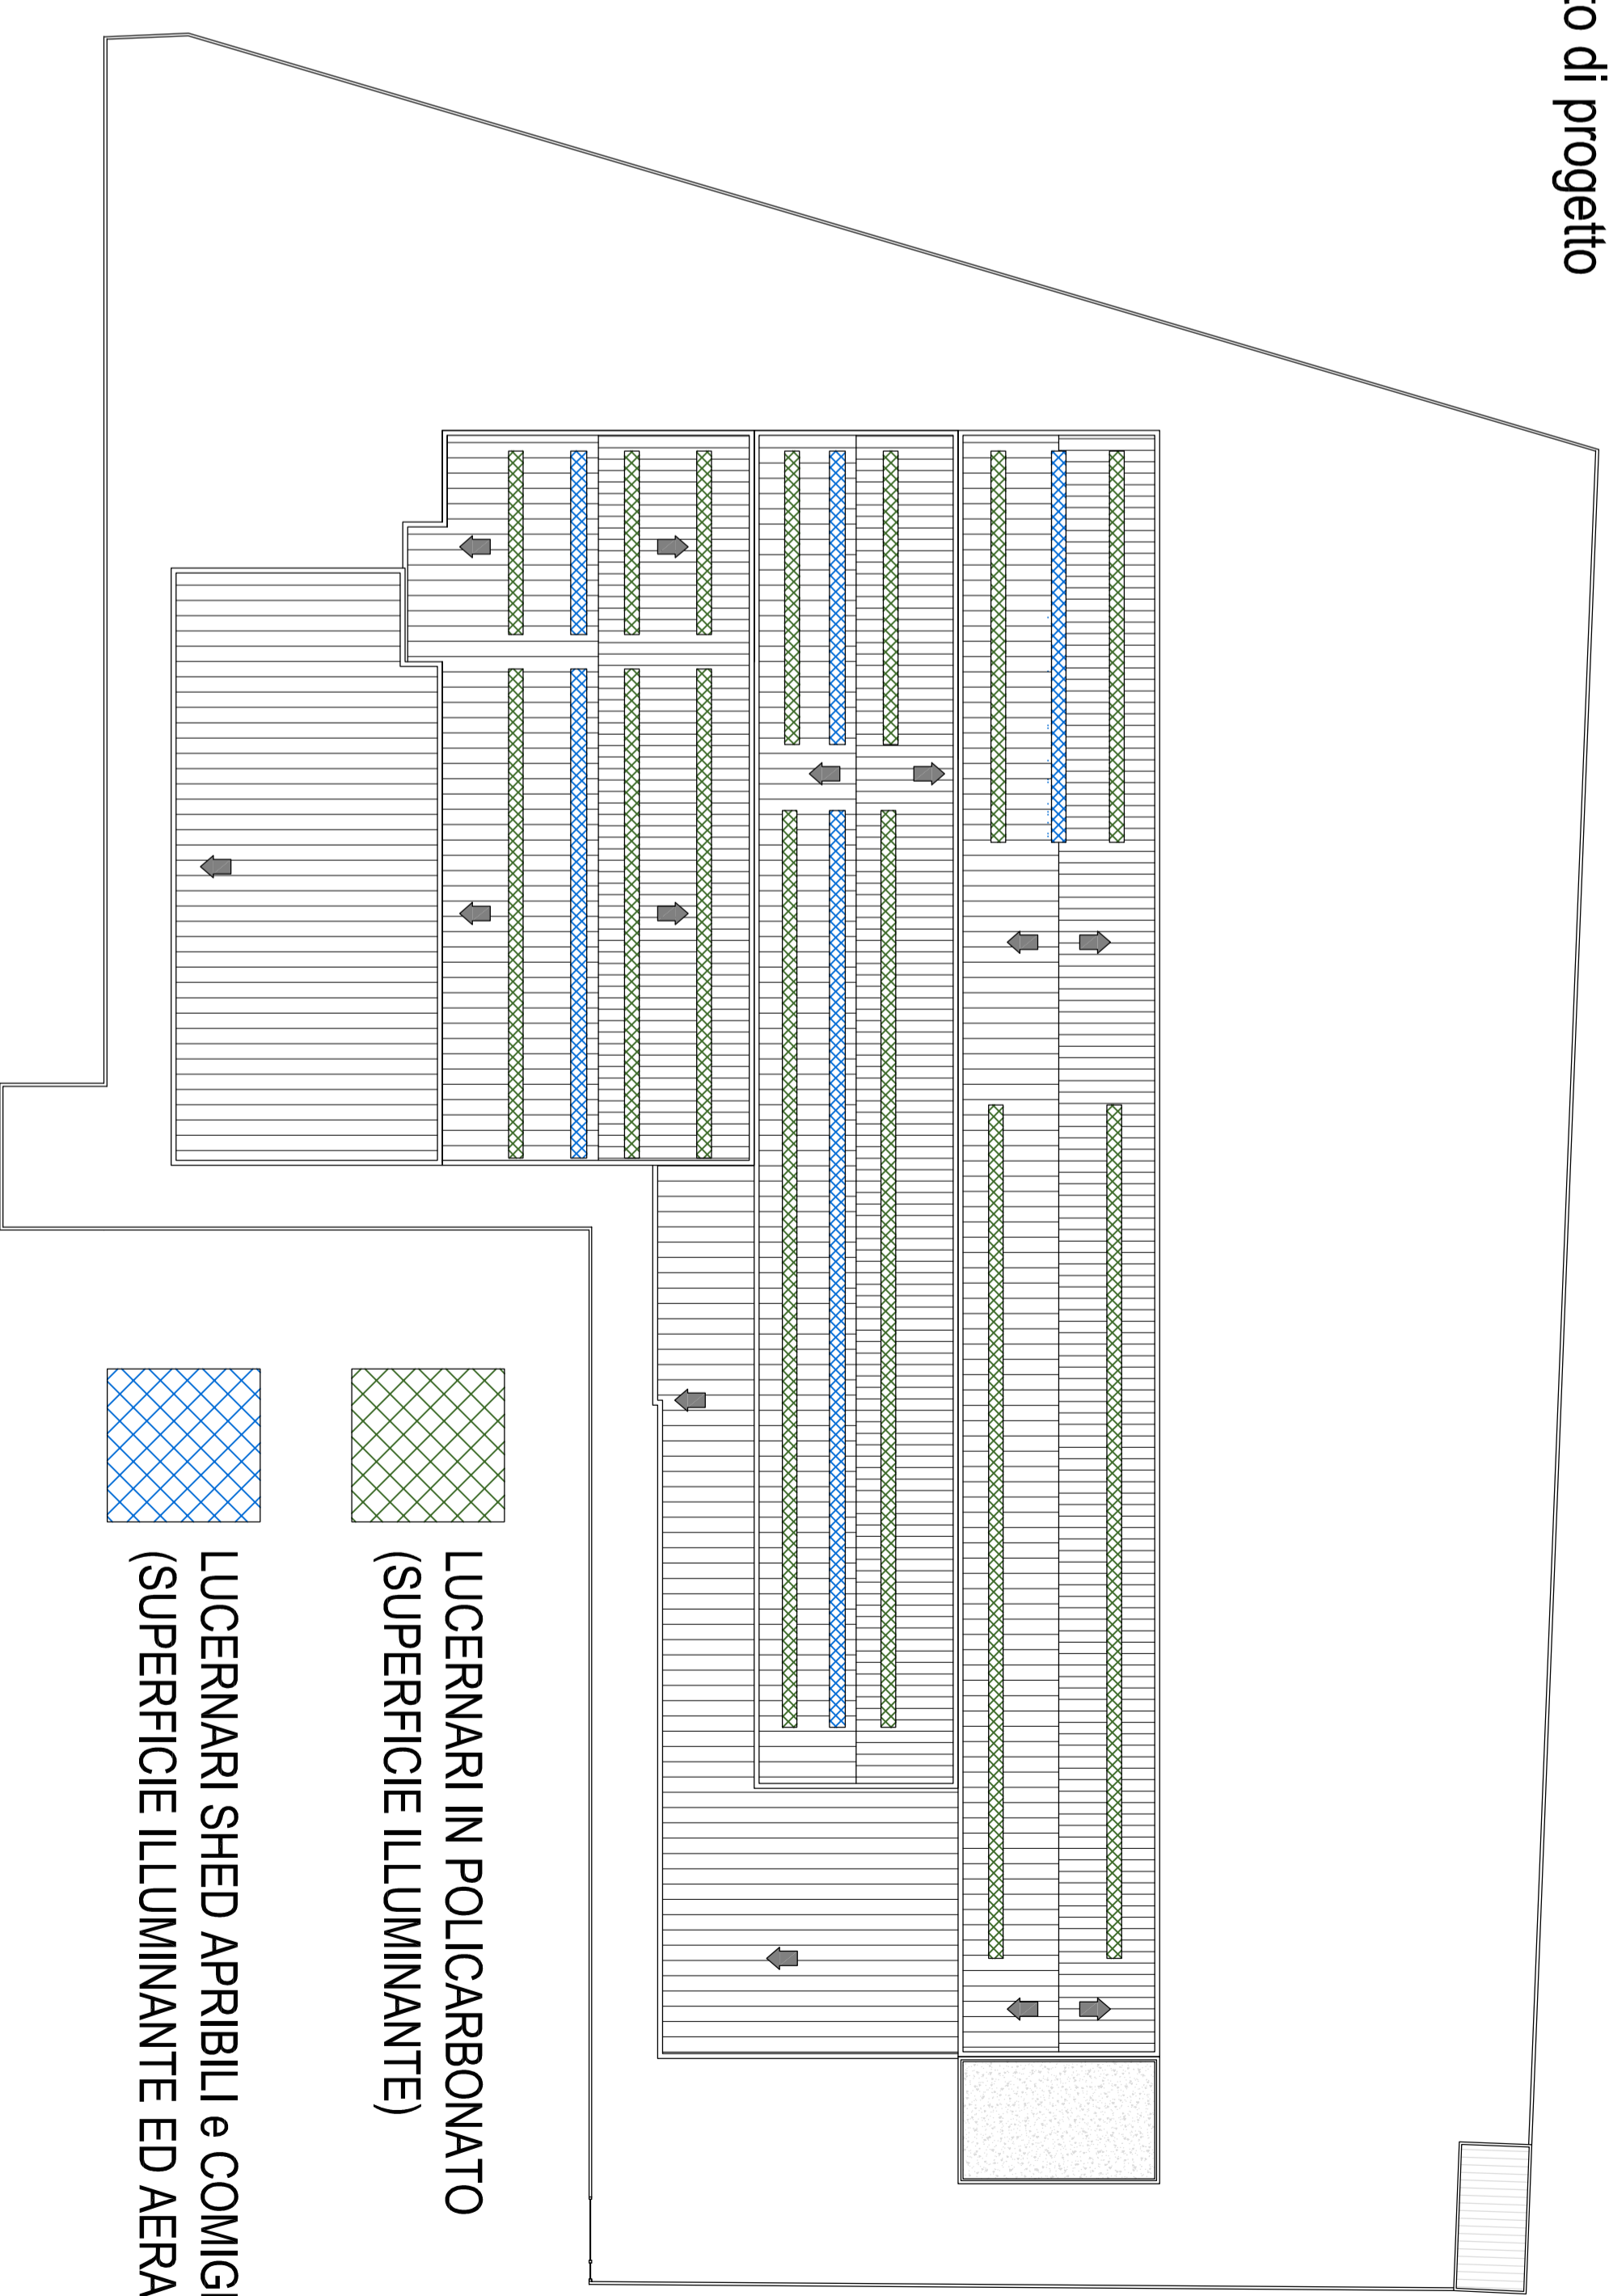 di progetto
LUCERNARI IN POLICARBONATO
(SUPERFICIE ILLUMINANTE)
LUCERNARI SHED APRIBILI e
(SUPERFICIE ILLUMINANTE ED